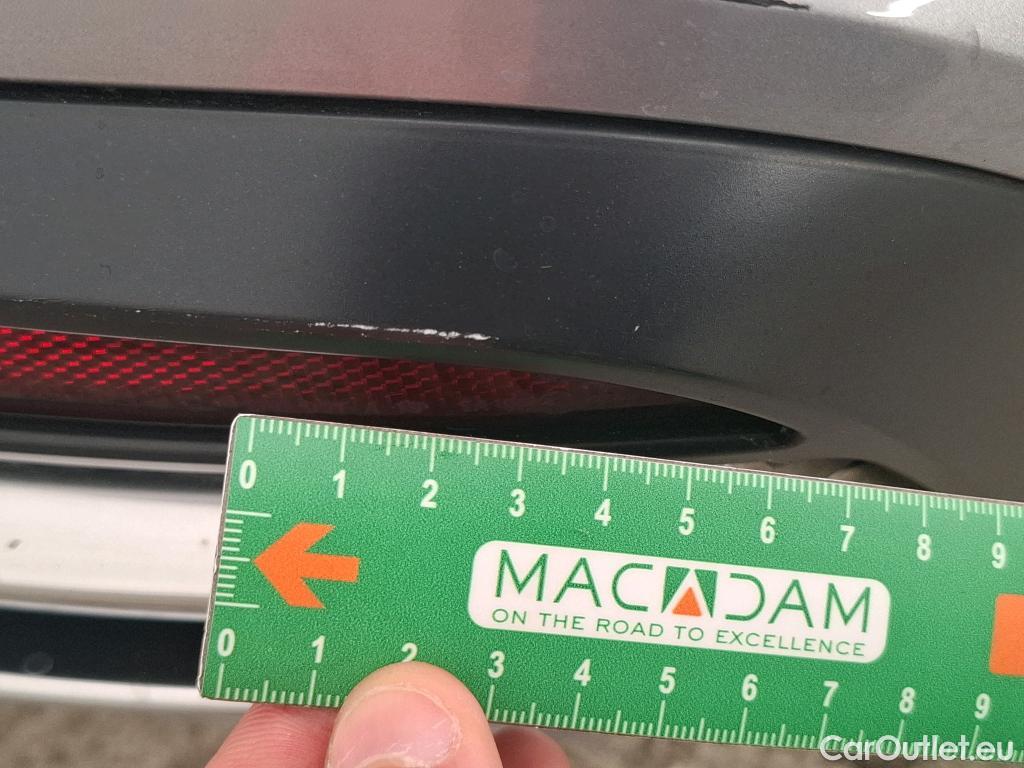 0 1 2 3 4 5 6 7 8 9
MACADAM
ON THE ROAD TO EXCELLENCE
0 1 2 3 4 5 6 7 8 9
CarOutlet.eu